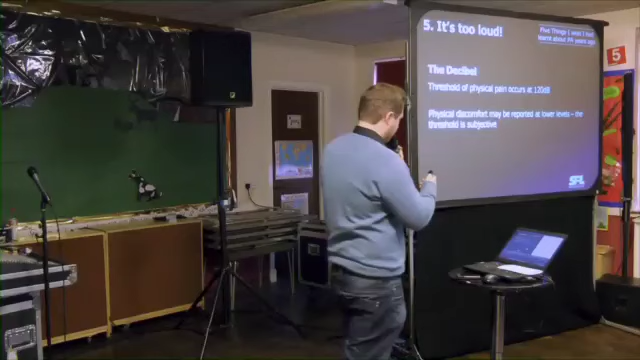 5. It's too loud!
Five Things I wish I had
learnt about PA years ago
The Decibel
Threshold of physical pain occurs at 120dB
Physical discomfort may be reported at lower levels – the
threshold is subjective
SFL
5